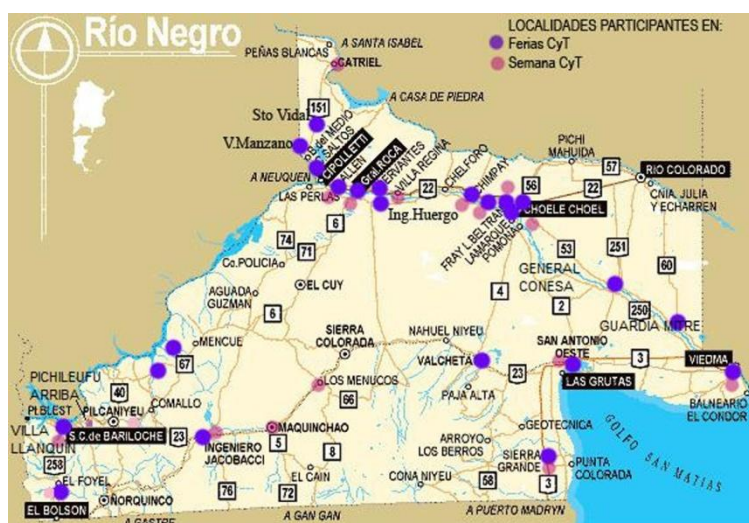 Río Negro
LOCALIDADES PARTICIPANTES EN:
Ferias CyT
Semana CyT
A SANTA ISABEL
PEÑAS BLANCAS
CATRIEL
A CASA DE PIEDRA
Sto Vidal
151
V.Manzano
B. del MEDIO
SALTOS
CIPOLLETTI
ALLEN
Gral.ROCA
CERVANTES
VILLA REGINA
A NEUQUEN
LAS PERLAS
6
22
Ing.Huergo
CHELFORO
CHIMPAY
PICHI
MAHUIDA
57
56
22
RIO COLORADO
CNIA. JULIA
Y ECHARREN
CHOELE CHOEL
FRAY L.BELTRAN
LAMARQUE
POMONA
74
71
Co.POLICIA
EL CUY
AGUADA
GUZMAN
6
4
53
251
60
GENERAL
CONESA
2
250
GUARDIA MITRE
MENCUE
67
SIERRA
COLORADA
NAHUEL NIYEU
VALCHETA
23
SAN ANTONIO
OESTE
3
VIEDMA
LAS GRUTAS
BALNEARIO
EL CONDOR
PICHILEUFU
ARRIBA
40
COMALLO
Pt.BLEST
PILCANIYEU
LOS MENUCOS
66
PAJA ALTA
VILLA
LLANQUIN
S.C.de BARILOCHE
23
INGENIERO
JACOBACCI
MAQUINCHAO
5
8
ARROYO
LOS BERROS
GEOTECNICA
GOLFO SAN MATIAS
258
EL FOYEL
EL CAIN
CONA NIYEU
SIERRA
GRANDE
PUNTA
COLORADA
76
72
58
3
EL BOLSON
ÑORQUINCO
A GASTRE
A GAN GAN
A PUERTO MADRYN